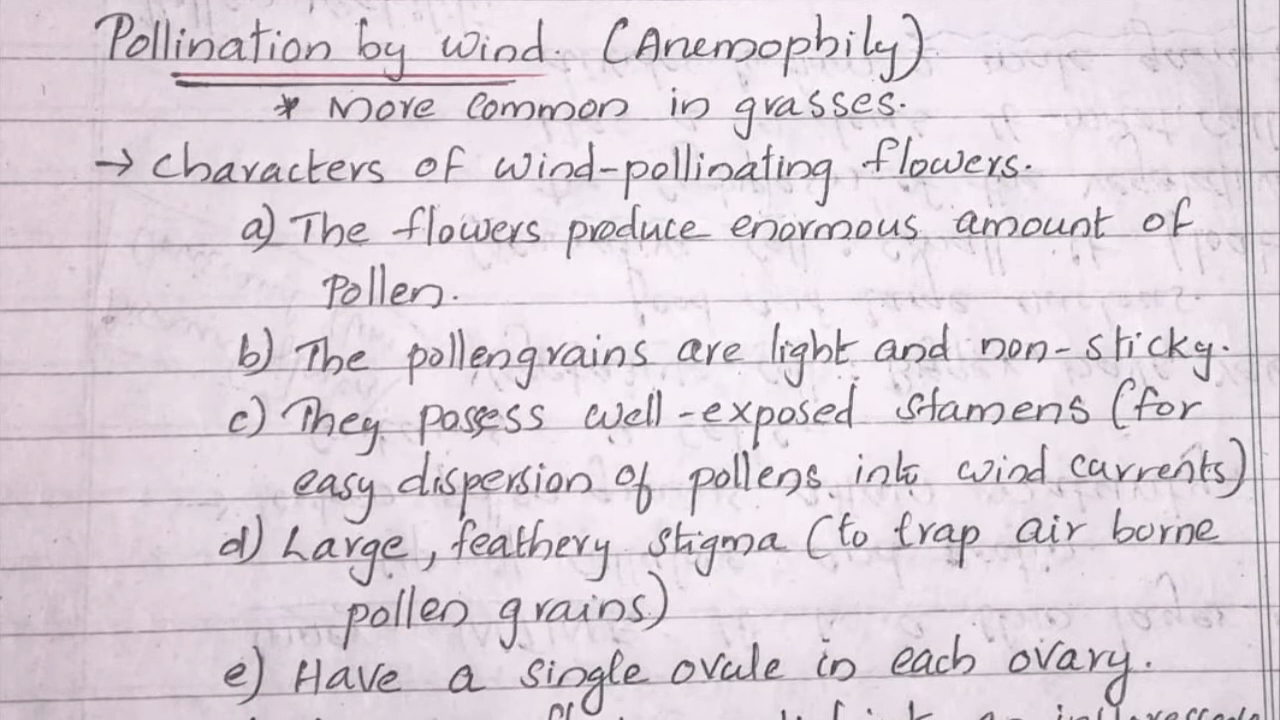 Pollination by wind. (Anemophily)
* More common in grasses.
→ Characters of wind-pollinating flowers.
a) The flowers produce enormous amount of
Pollen.
b) The pollengrains are light and non-sticky.
c) They possess well-exposed stamens (for
easy dispersion of pollens into wind currents)
d) Large, feathery stigma (to trap air borne
pollen grains)
e) Have a single ovule in each ovary.